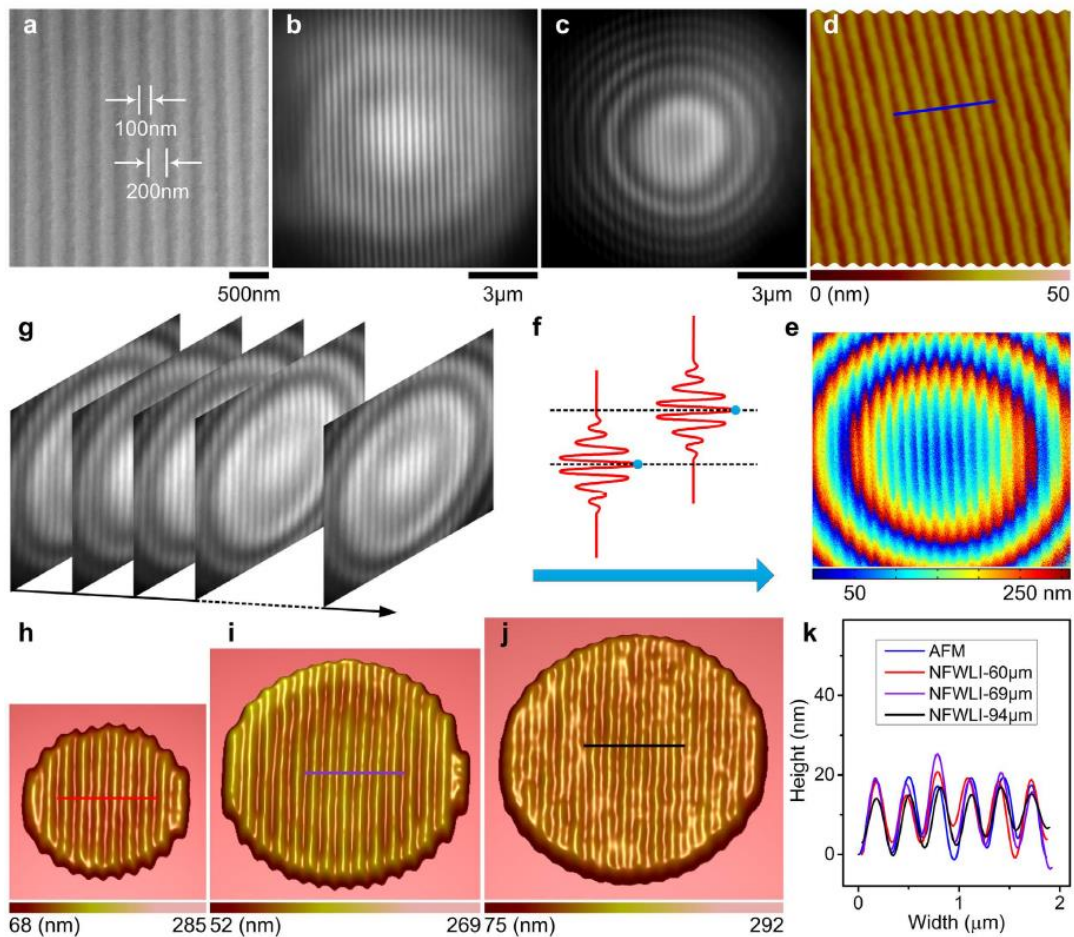 a
100nm
200nm
500nm
b
3µm
c
3µm
d
0 (nm) 50
g
f
e
50 250 nm
h
68 (nm) 285
i
52 (nm) 269
j
75 (nm) 292
k
AFM
NFWLI-60µm
NFWLI-69µm
NFWLI-94µm
Height (nm)
40
20
0
0 1 2
Width (µm)